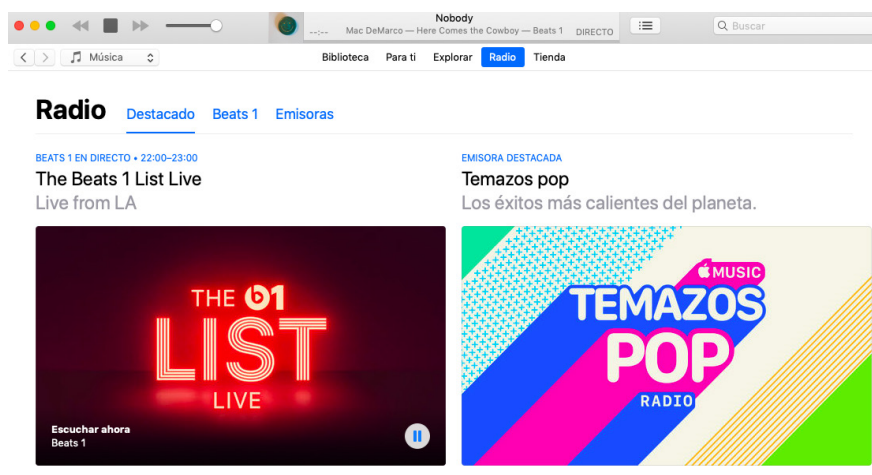 Nobody
--:-- Mac DeMarco — Here Comes the Cowboy — Beats 1 DIRECTO
Buscar
Música
Biblioteca Para ti Explorar Radio Tienda
Radio Destacado Beats 1 Emisoras
BEATS 1 EN DIRECTO • 22:00–23:00
The Beats 1 List Live
Live from LA
THE 1
LIST
LIVE
Escuchar ahora
Beats 1
EMISORA DESTACADA
Temazos pop
Los éxitos más calientes del planeta.
MUSIC
TEMAZOS
POP
RADIO